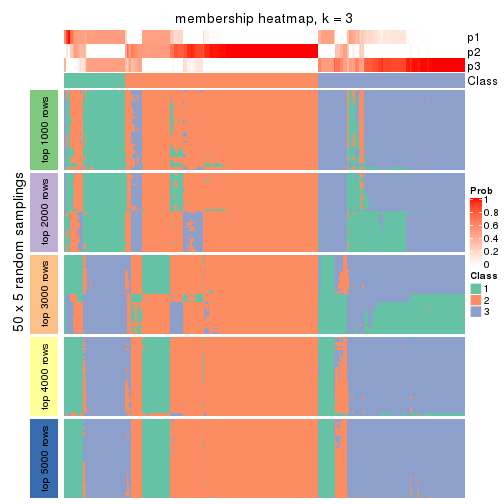 membership heatmap, k = 3
p1
p2
p3
Class
50 x 5 random samplings
top 1000 rows
top 2000 rows
top 3000 rows
top 4000 rows
top 5000 rows
Prob
1
0.8
0.6
0.4
0.2
0
Class
1
2
3